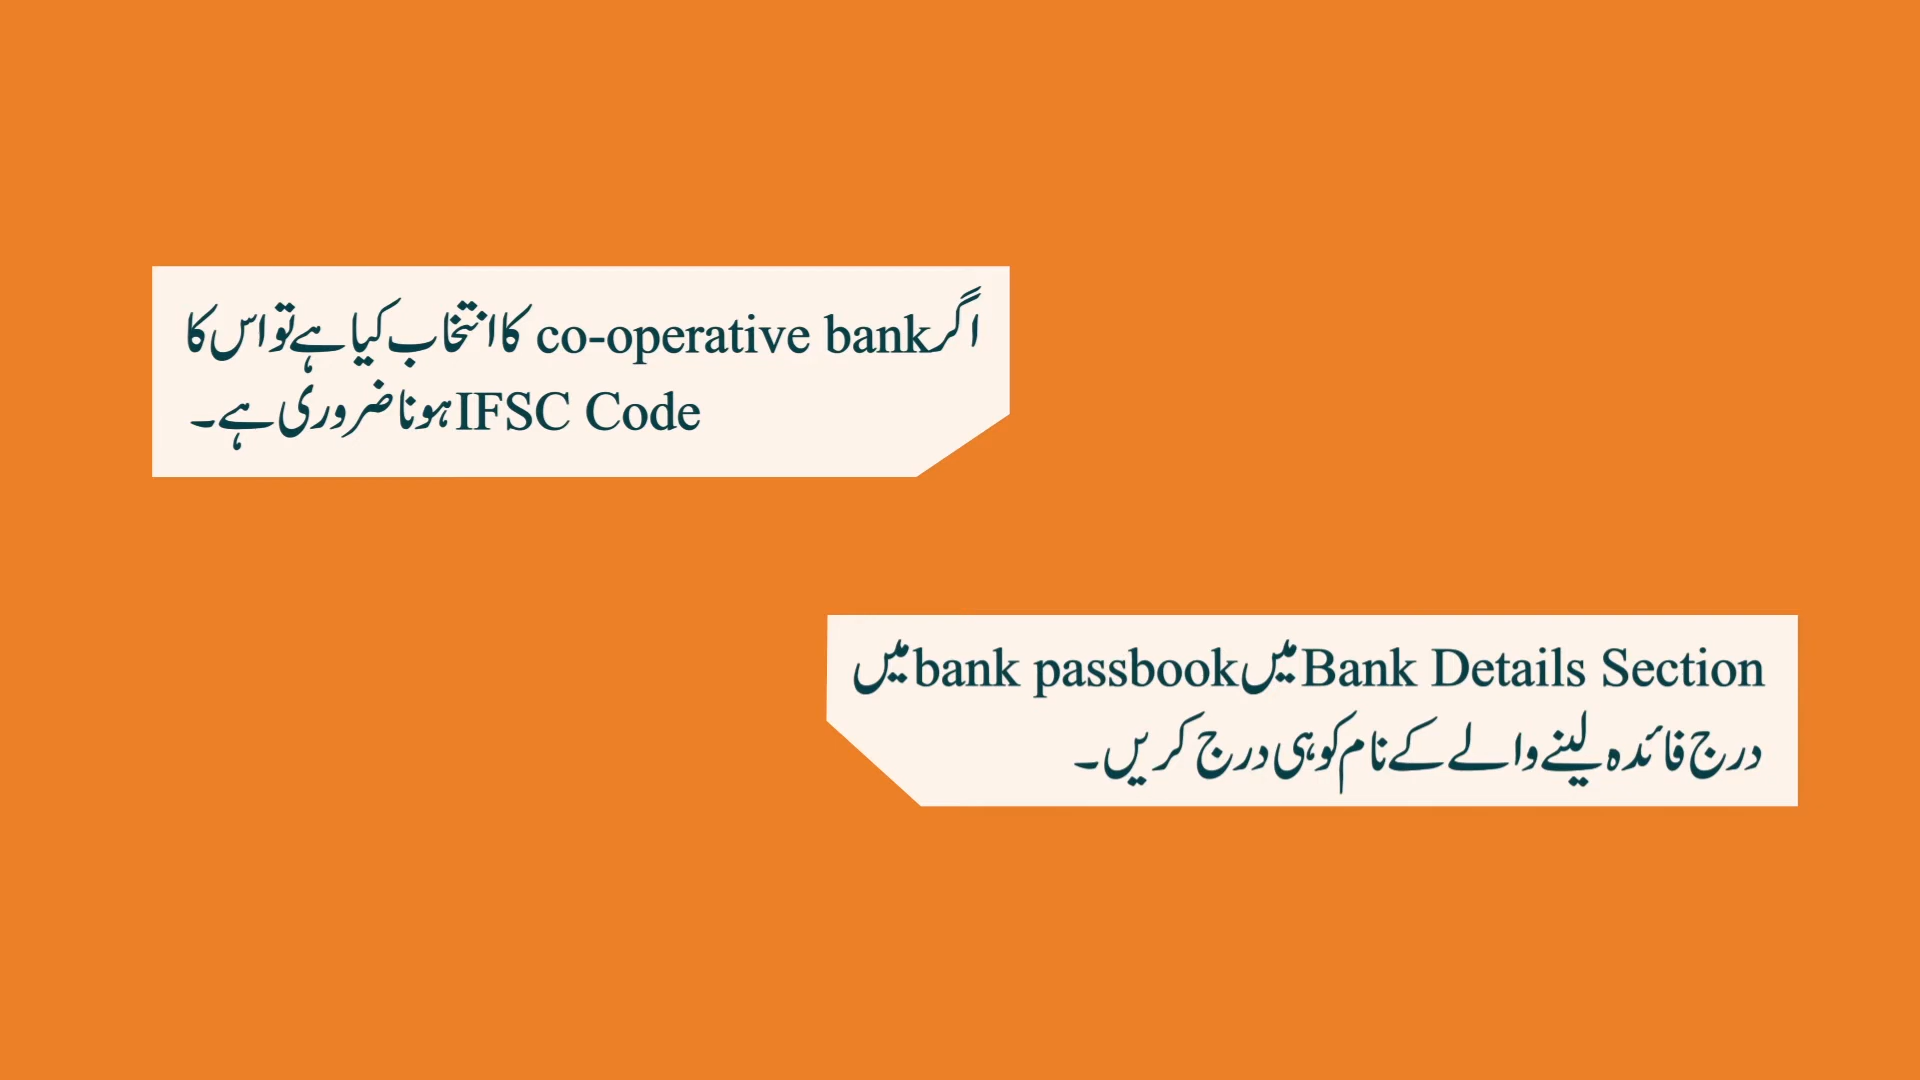 اگر co-operative bank کا انتخاب کیا ہے تو اس کا
IFSC Code ہونا ضروری ہے۔
Bank Details Section میں bank passbook میں
درج فائدہ لینے والے کے نام کو ہی درج کریں۔